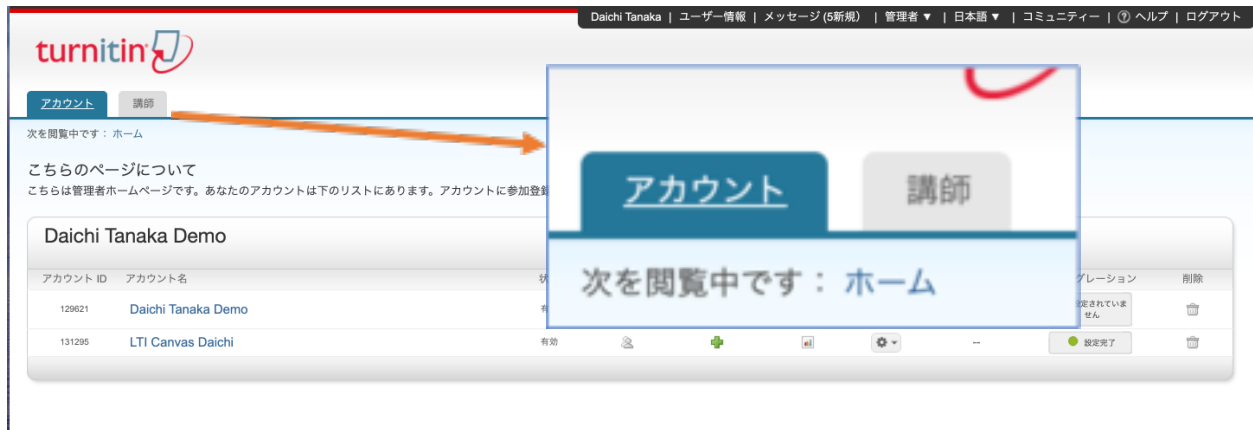 Daichi Tanaka | ユーザー情報 | メッセージ (5新規) | 管理者 ▼ | 日本語 ▼ | コミュニティー | ? ヘルプ | ログアウト
turnitin
アカウント 講師
次を閲覧中です： ホーム
こちらのページについて
こちらは管理者ホームページです。あなたのアカウントは下のリストにあります。アカウントに参加登録
アカウント 講師
次を閲覧中です： ホーム
Daichi Tanaka Demo
アカウント ID アカウント名 グレーション 削除
129621 Daichi Tanaka Demo 定されていま
せん
131295 LTI Canvas Daichi 有効 -- 設定完了